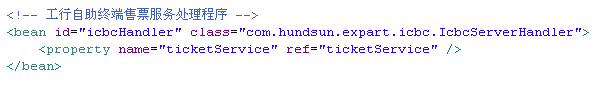 <!-- 工行自助终端售票服务处理程序 -->
<bean id="icbcHandler" class="com.hundsun.expart.icbc.IcbcServerHandler">
    <property name="ticketService" ref="ticketService" />
</bean>